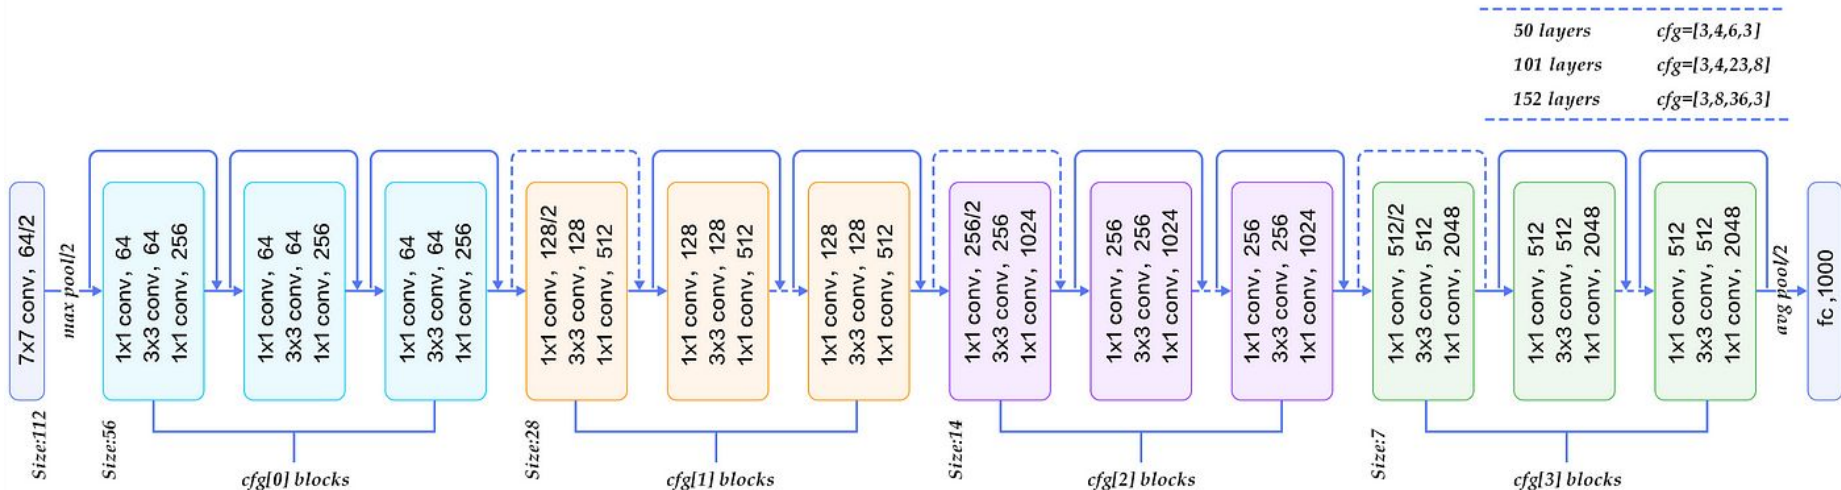 50 layers cfg=[3,4,6,3]
101 layers cfg=[3,4,23,8]
152 layers cfg=[3,8,36,3]
7x7 conv, 64/2
max pool/2
1x1 conv, 64
3x3 conv, 64
1x1 conv, 256
1x1 conv, 64
3x3 conv, 64
1x1 conv, 256
1x1 conv, 64
3x3 conv, 64
1x1 conv, 256
1x1 conv, 128/2
3x3 conv, 128
1x1 conv, 512
1x1 conv, 128
3x3 conv, 128
1x1 conv, 512
1x1 conv, 128
3x3 conv, 128
1x1 conv, 512
1x1 conv, 256/2
3x3 conv, 256
1x1 conv, 1024
1x1 conv, 256
3x3 conv, 256
1x1 conv, 1024
1x1 conv, 256
3x3 conv, 256
1x1 conv, 1024
1x1 conv, 512/2
3x3 conv, 512
1x1 conv, 2048
1x1 conv, 512
3x3 conv, 512
1x1 conv, 2048
1x1 conv, 512
3x3 conv, 512
1x1 conv, 2048
avg pool/2
fc ,1000
Size:112
Size:56
cfg[0] blocks
Size:28
cfg[1] blocks
Size:14
cfg[2] blocks
Size:7
cfg[3] blocks